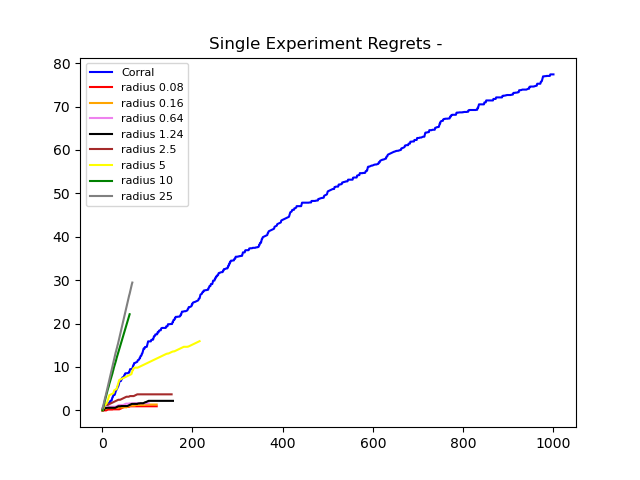 Single Experiment Regrets -
80
70
60
50
40
30
20
10
0
Corral
radius 0.08
radius 0.16
radius 0.64
radius 1.24
radius 2.5
radius 5
radius 10
radius 25
0 200 400 600 800 1000